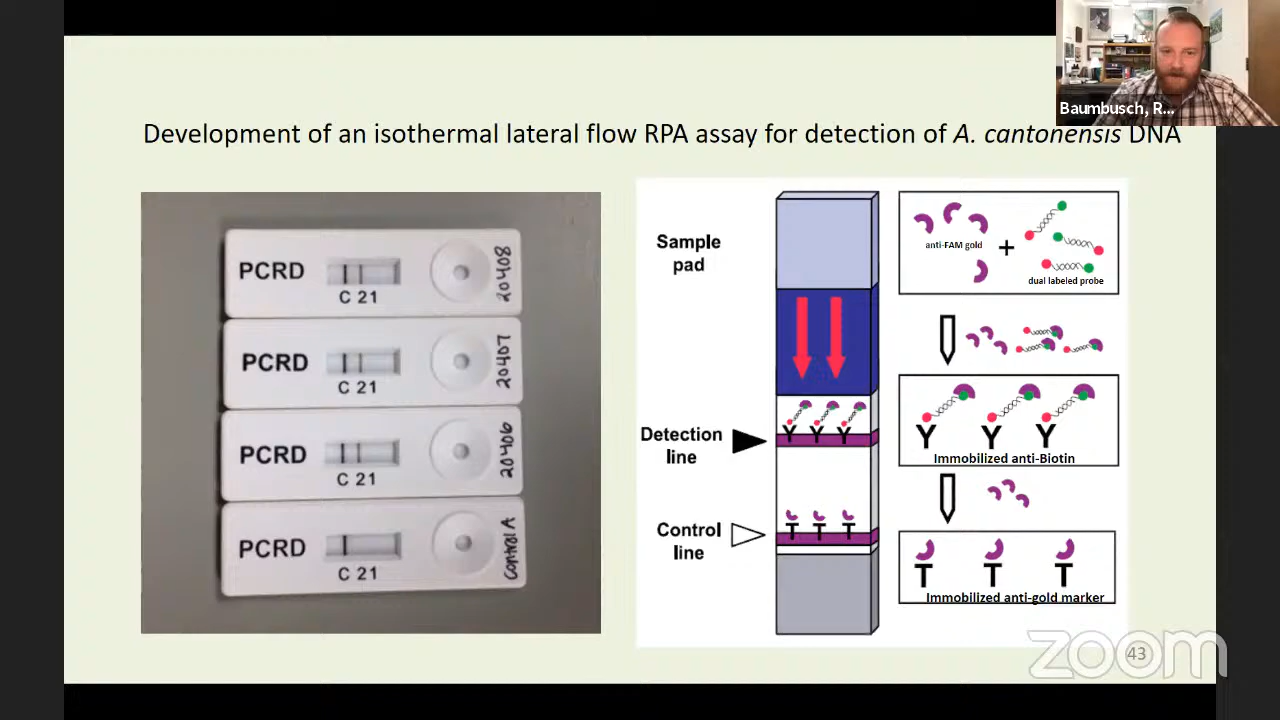 Baumbusch, R...
Development of an isothermal lateral flow RPA assay for detection of A. cantonensis DNA
PCRD
C 21
20408
PCRD
C 21
20407
PCRD
C 21
20406
PCRD
C 21
Control A
Sample
pad
Detection
line
Control
line
anti-FAM gold
+
dual labeled probe
Immobilized anti-Biotin
Immobilized anti-gold marker
zoom
43